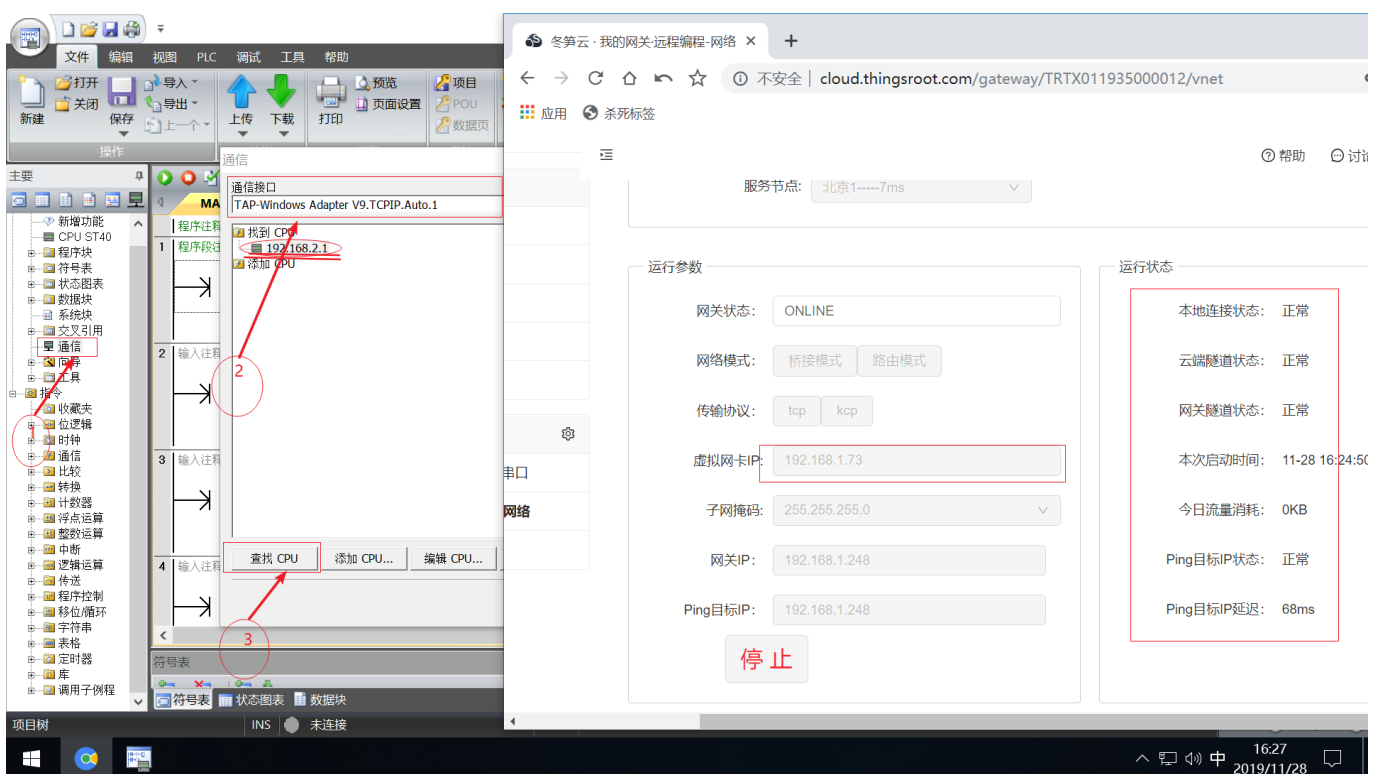 文件 编辑 视图 PLC 调试 工具 帮助
新建
打开
关闭
保存
导入
导出
上一个
上传
下载
打印
预览
页面设置
项目
POU
数据页
操作
主要
新增功能
CPU ST40
程序块
符号表
状态图表
数据块
系统块
交叉引用
通信
向导
工具
指令
收藏夹
位逻辑
时钟
通信
比较
转换
计数器
浮点运算
整数运算
中断
逻辑运算
传送
程序控制
移位/循环
字符串
表格
定时器
库
调用子例程
1
MA
程序注释
1 程序段注
2 输入注释
3 输入注释
4 输入注释
通信
通信接口
TAP-Windows Adapter V9.TCPIP.Auto.1
找到 CPU
192.168.2.1
添加 CPU
2
查找 CPU 添加 CPU... 编辑 CPU...
3
符号表
符号表 状态图表 数据块
项目树 INS 未连接
冬笋云 · 我的网关·远程编程-网络 ×
不安全 | cloud.thingsroot.com/gateway/TRTX011935000012/vnet
应用 杀死标签
帮助 讨论
串口
网络
服务节点: 北京1-----7ms
运行参数
网关状态: ONLINE
网络模式: 桥接模式 路由模式
传输协议: tcp kcp
虚拟网卡IP: 192.168.1.73
子网掩码: 255.255.255.0
网关IP: 192.168.1.248
Ping目标IP: 192.168.1.248
停 止
运行状态
本地连接状态: 正常
云端隧道状态: 正常
网关隧道状态: 正常
本次启动时间: 11-28 16:24:50
今日流量消耗: 0KB
Ping目标IP状态: 正常
Ping目标IP延迟: 68ms
中
16:27
2019/11/28